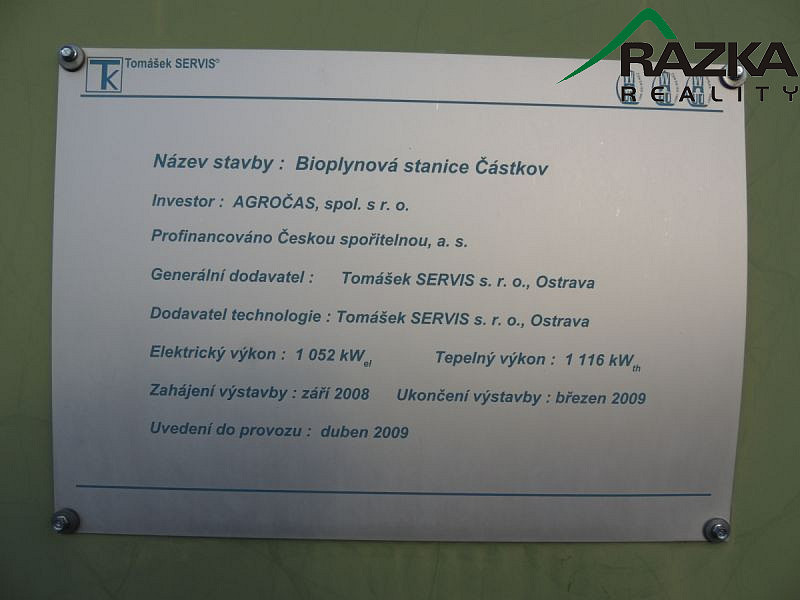 Tomášek SERVIS®
TK
RAZKA
REALITY
Název stavby : Bioplynová stanice Částkov
Investor : AGROČAS, spol. s r. o.
Profinancováno Českou spořitelnou, a. s.
Generální dodavatel : Tomášek SERVIS s. r. o., Ostrava
Dodavatel technologie : Tomášek SERVIS s. r. o., Ostrava
Elektrický výkon : 1 052 kWel Tepelný výkon : 1 116 kWth
Zahájení výstavby : září 2008 Ukončení výstavby : březen 2009
Uvedení do provozu : duben 2009